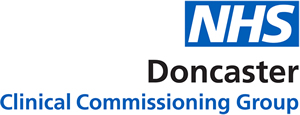 NHS
Doncaster
Clinical Commissioning Group